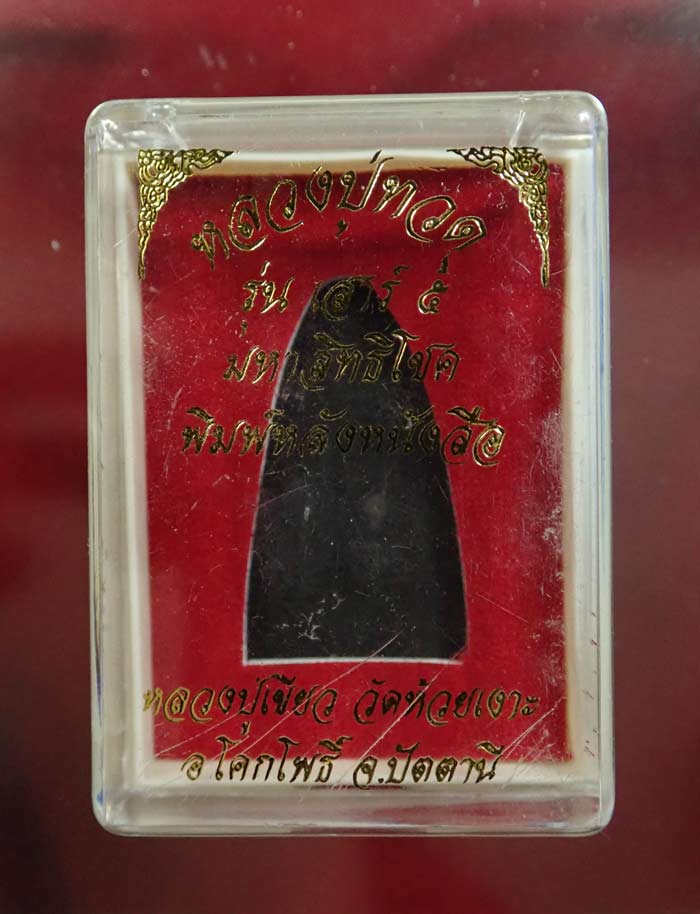 หลวงปู่ทวด
รุ่น เสาร์ ๕
มหาสิทธิโชค
พิมพ์หลังหนังสือ
หลวงปู่เขียว วัดห้วยเงาะ
อ.โคกโพธิ์ จ.ปัตตานี